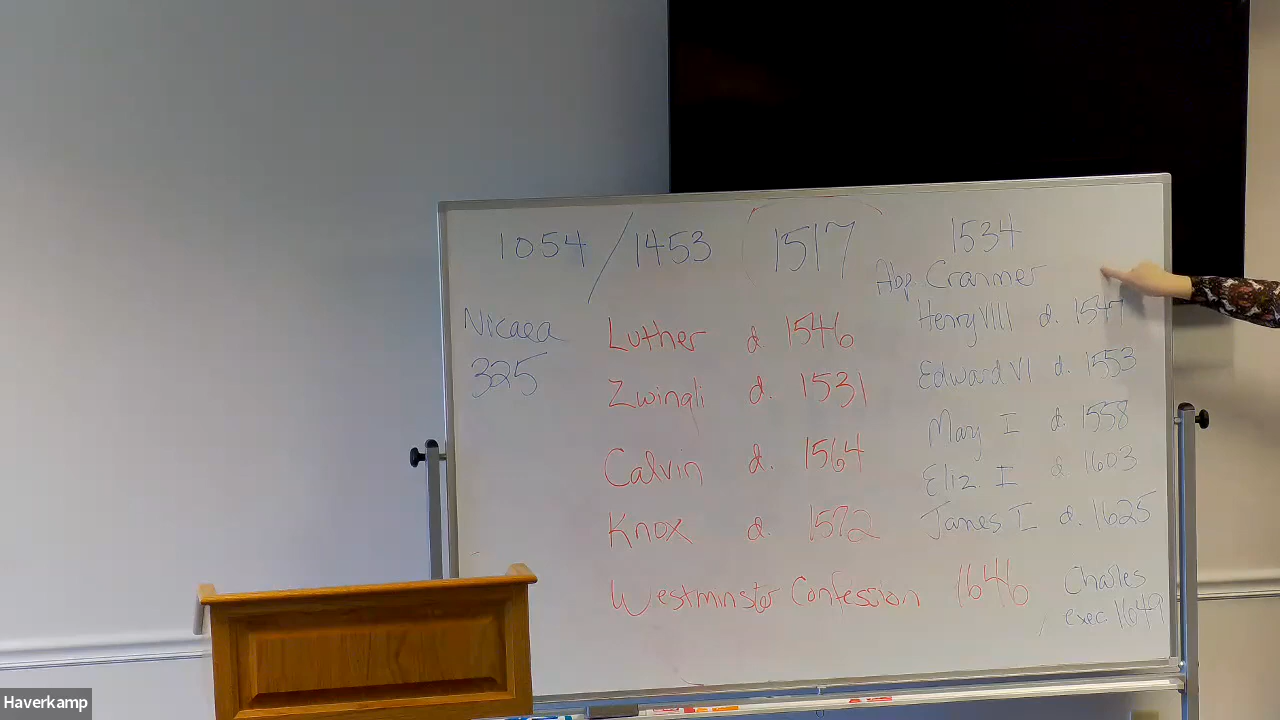 1054 / 1453 1517 1534
Abp. Cranmer
Nicaea
325
Luther d. 1546
Zwingli d. 1531
Calvin d. 1564
Knox d. 1572
Westminster Confession 1646
Henry VIII d. 1547
Edward VI d. 1553
Mary I d. 1558
Eliz. I d. 1603
James I d. 1625
Charles
exec. 1649
Haverkamp